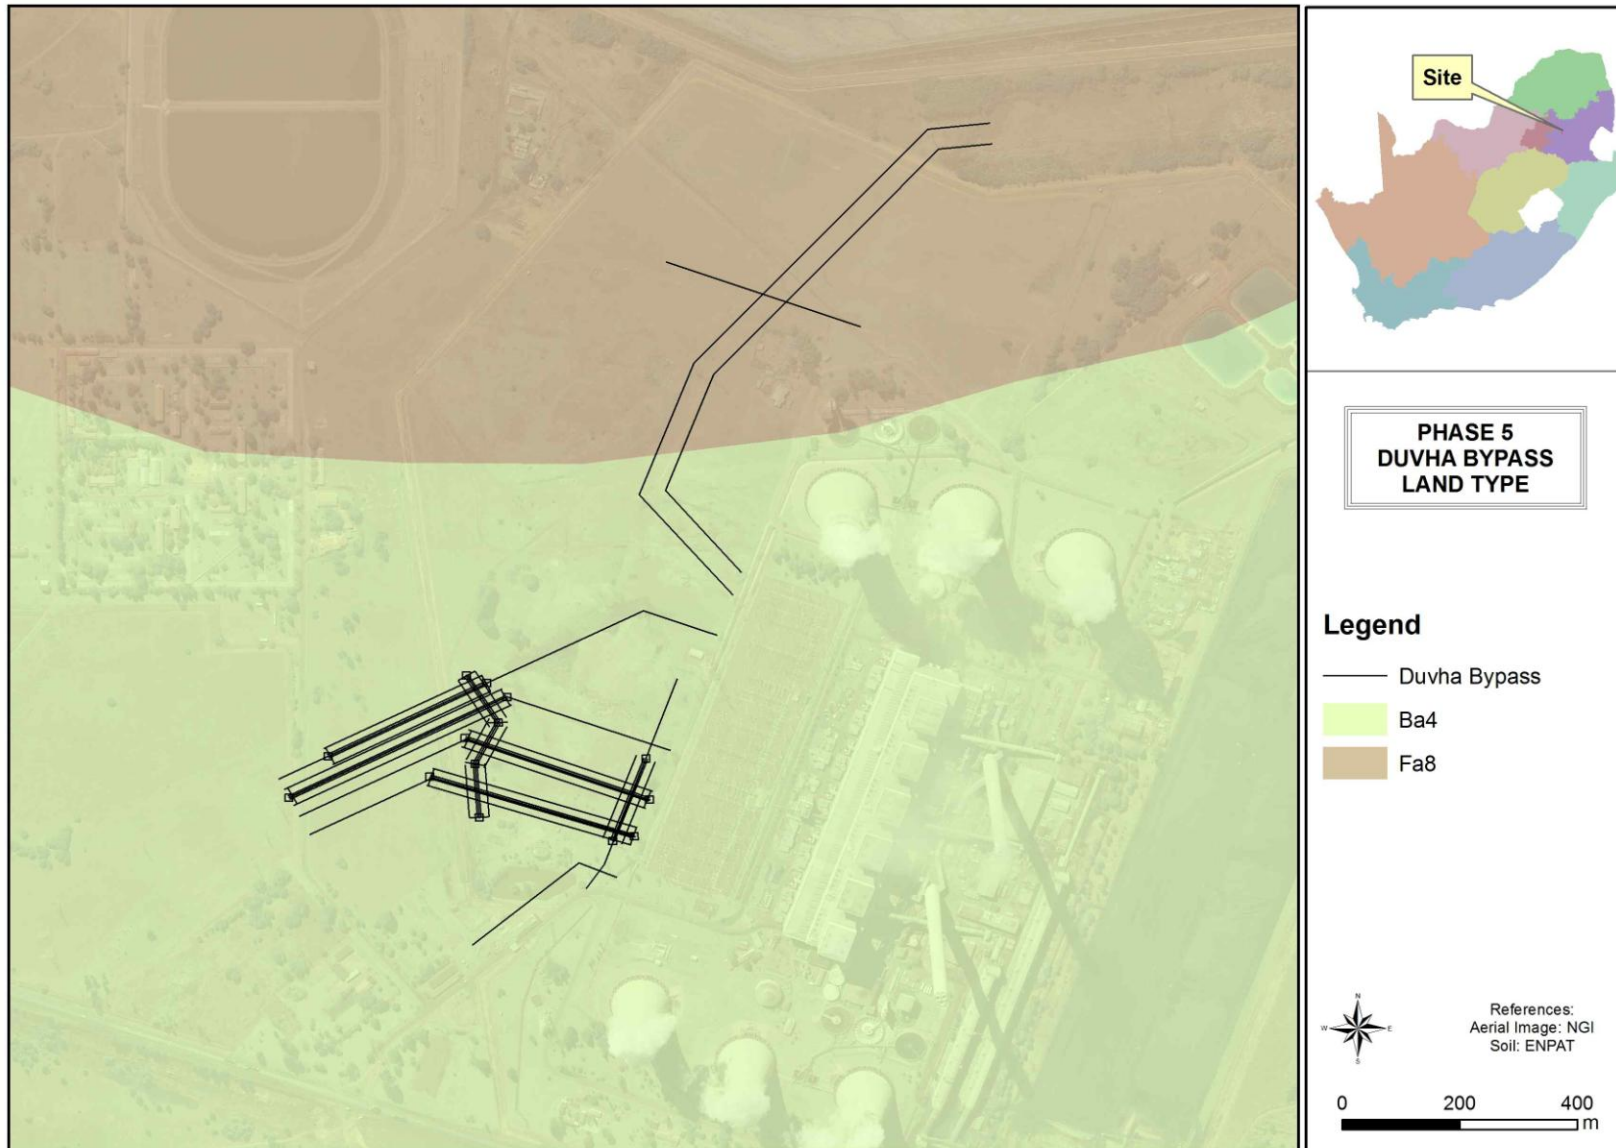 Site
PHASE 5
DUVHA BYPASS
LAND TYPE
Legend
Duvha Bypass
Ba4
Fa8
N
W E
S
References:
Aerial Image: NGI
Soil: ENPAT
0 200 400
m